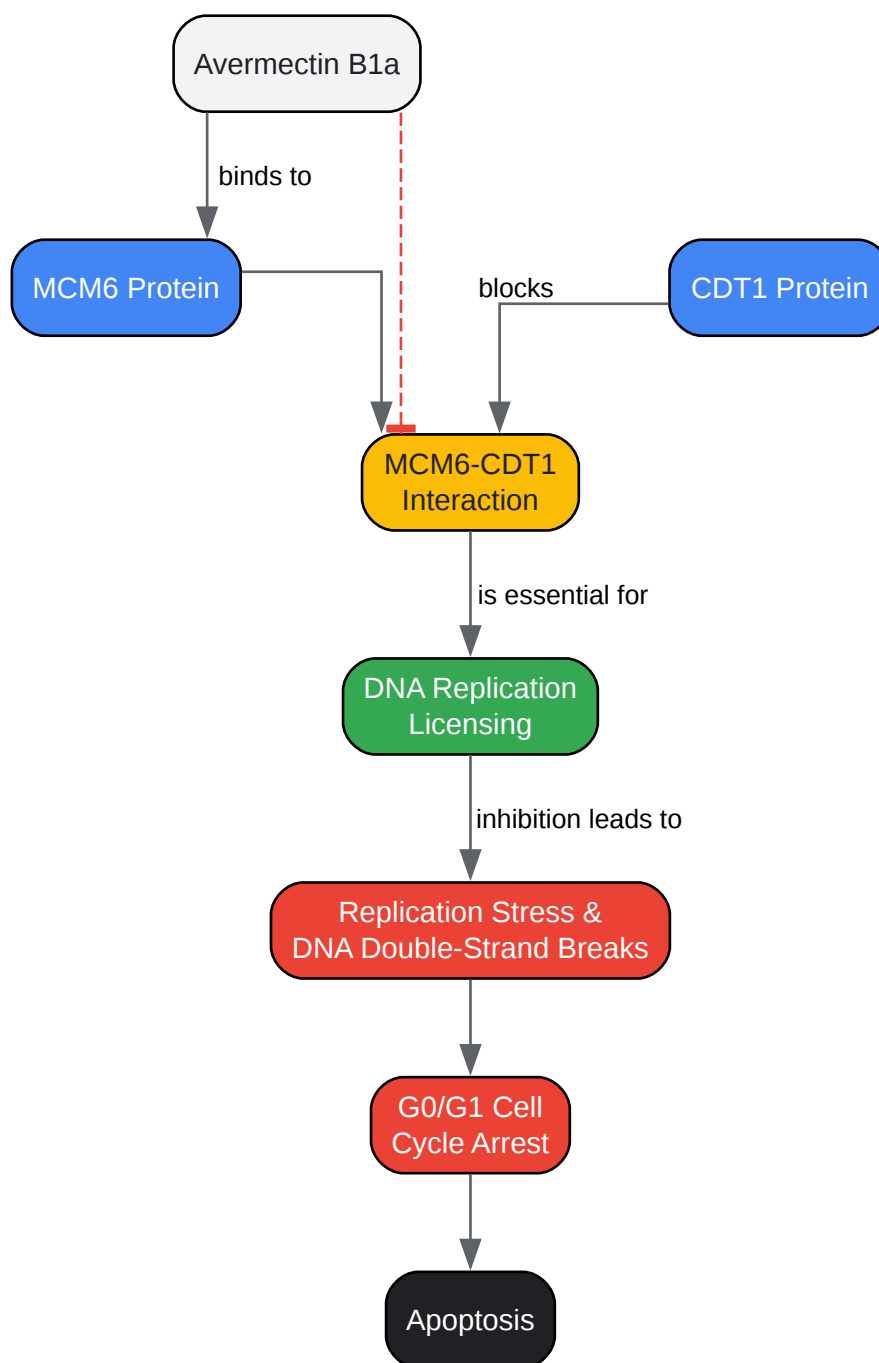 Avermectin B1a
binds to
MCM6 Protein
blocks
CDT1 Protein
MCM6-CDT1
Interaction
is essential for
DNA Replication
Licensing
inhibition leads to
Replication Stress &
DNA Double-Strand Breaks
G0/G1 Cell
Cycle Arrest
Apoptosis